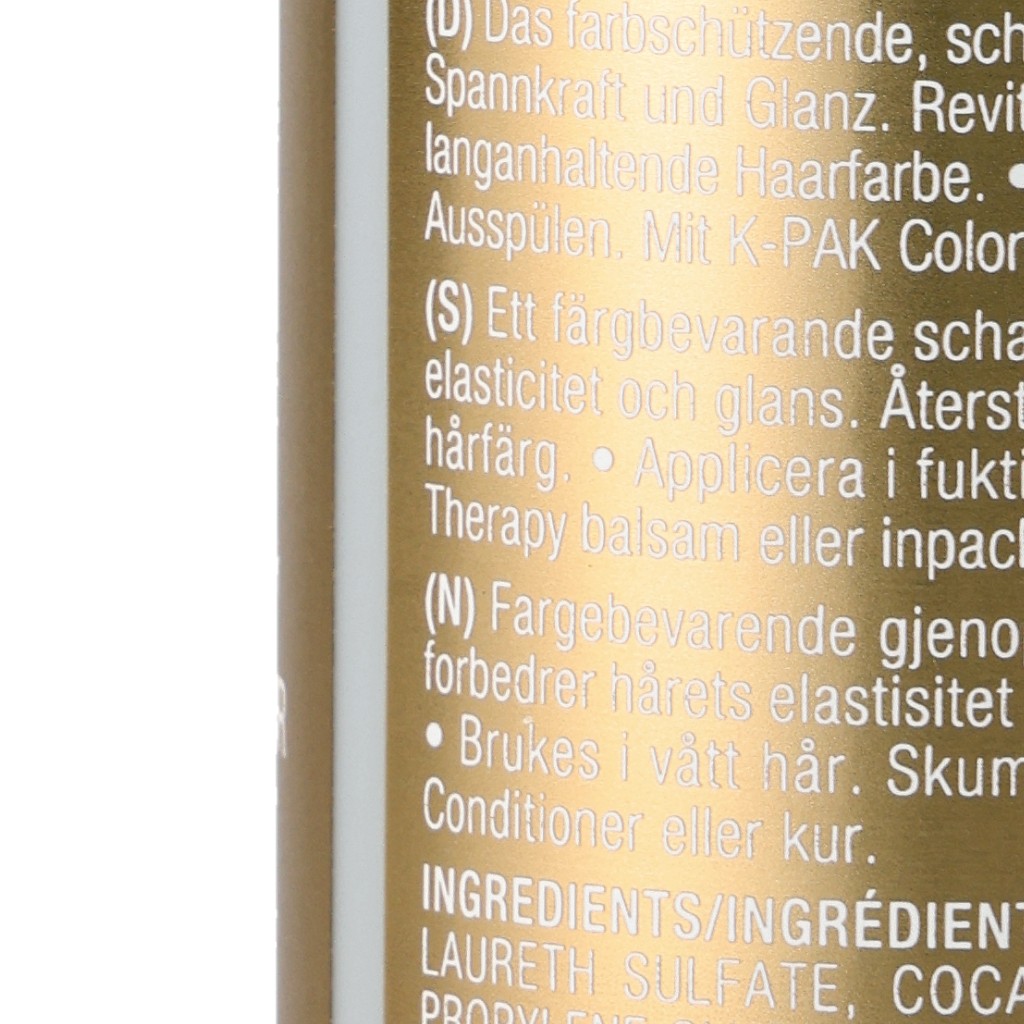 (D) Das farbschützende, sch
Spannkraft und Glanz. Revit
langanhaltende Haarfarbe. •
Ausspülen. Mit K-PAK Color
(S) Ett färgbevarande scha
elasticitet och glans. Återst
hårfärg. • Applicera i fukti
Therapy balsam eller inpack
(N) Fargebevarende gjeno
forbedrer hårets elastisitet
• Brukes i vått hår. Skum
Conditioner eller kur.
INGREDIENTS/INGRÉDIENT
LAURETH SULFATE, COCA
PROPYLENE
R